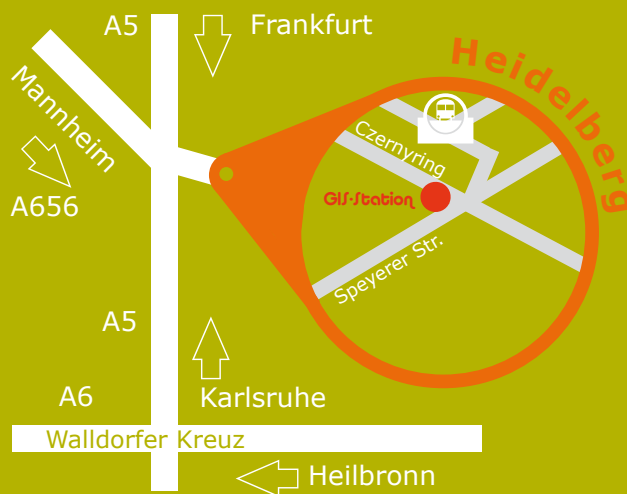 A5
Frankfurt
Heidelberg
Mannheim
Czernyring
A656
GIS-Station
Speyerer Str.
A5
A6
Karlsruhe
Walldorfer Kreuz
Heilbronn